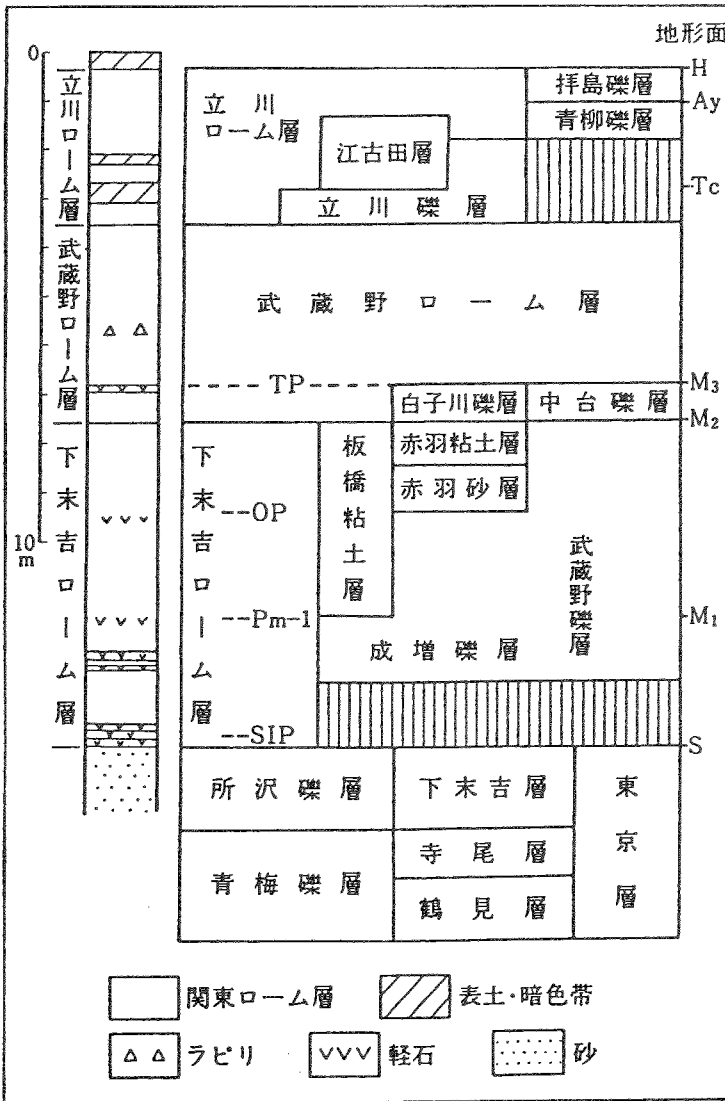 地形面
0
10
m
立川ローム層
武蔵野ローム層
下末吉ローム層
立川
ローム層
江古田層
立川礫層
拝島礫層
青柳礫層
H
Ay
Tc
武蔵野ローム層
TP
白子川礫層
中台礫層
M3
M2
下末吉ローム層
OP
Pm-1
SIP
板橋粘土層
赤羽粘土層
赤羽砂層
武蔵野礫層
成増礫層
M1
S
所沢礫層
下末吉層
東京層
青梅礫層
寺尾層
鶴見層
関東ローム層
表土・暗色帯
ラピリ
軽石
砂